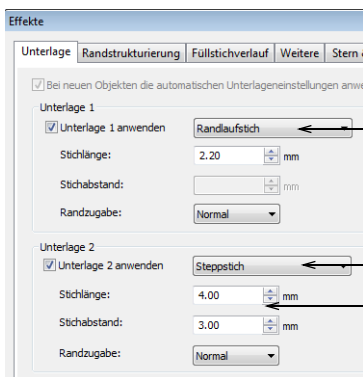 Effekte
Unterlage Randstrukturierung Füllstichverlauf Weitere Stern
Bei neuen Objekten die automatischen Unterlageneinstellungen anwe
Unterlage 1
Unterlage 1 anwenden Randlaufstich
Stichlänge: 2.20 mm
Stichabstand: mm
Randzugabe: Normal
Unterlage 2
Unterlage 2 anwenden Steppstich
Stichlänge: 4.00 mm
Stichabstand: 3.00 mm
Randzugabe: Normal